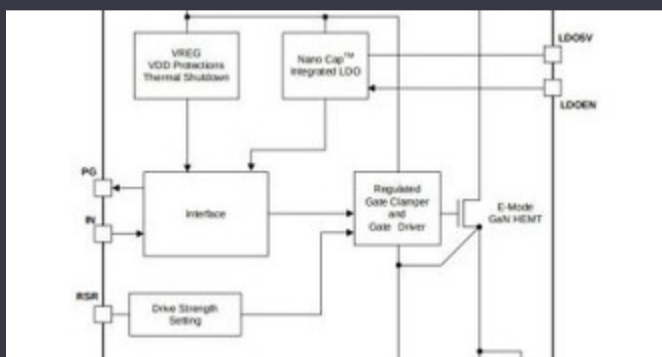 VREG
VDD Protections
Thermal Shutdown
Nano Cap™
Integrated LDO
LDO5V
LDOEN
PG
Interface
Regulated
Gate Clamper
and
Gate Driver
E-Mode
GaN HEMT
IN
RSR
Drive Strength
Setting